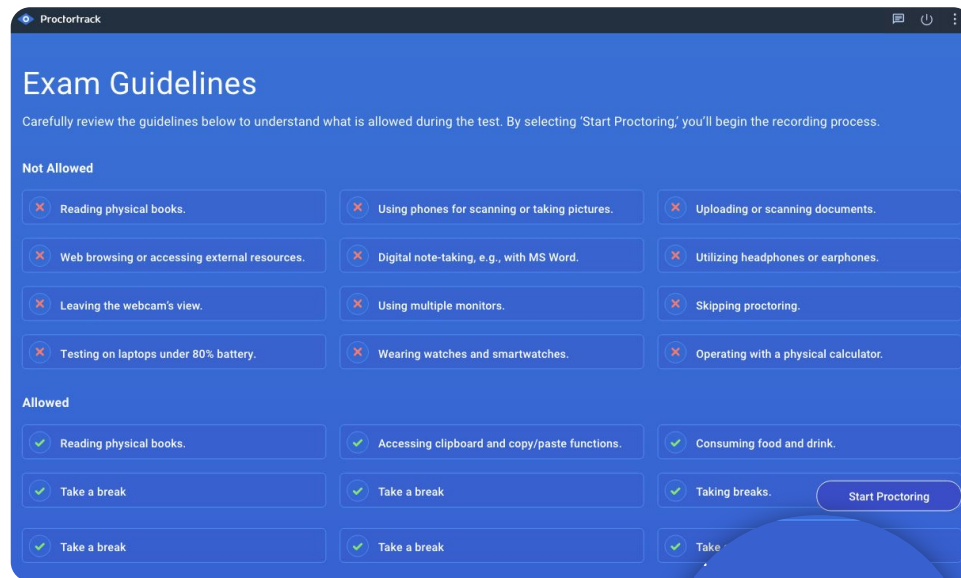 Proctortrack
Exam Guidelines
Carefully review the guidelines below to understand what is allowed during the test. By selecting ‘Start Proctoring,’ you’ll begin the recording process.
Not Allowed
Reading physical books.
Using phones for scanning or taking pictures.
Uploading or scanning documents.
Web browsing or accessing external resources.
Digital note-taking, e.g., with MS Word.
Utilizing headphones or earphones.
Leaving the webcam’s view.
Using multiple monitors.
Skipping proctoring.
Testing on laptops under 80% battery.
Wearing watches and smartwatches.
Operating with a physical calculator.
Allowed
Reading physical books.
Accessing clipboard and copy/paste functions.
Consuming food and drink.
Take a break
Take a break
Taking breaks.
Start Proctoring
Take a break
Take a break
Take